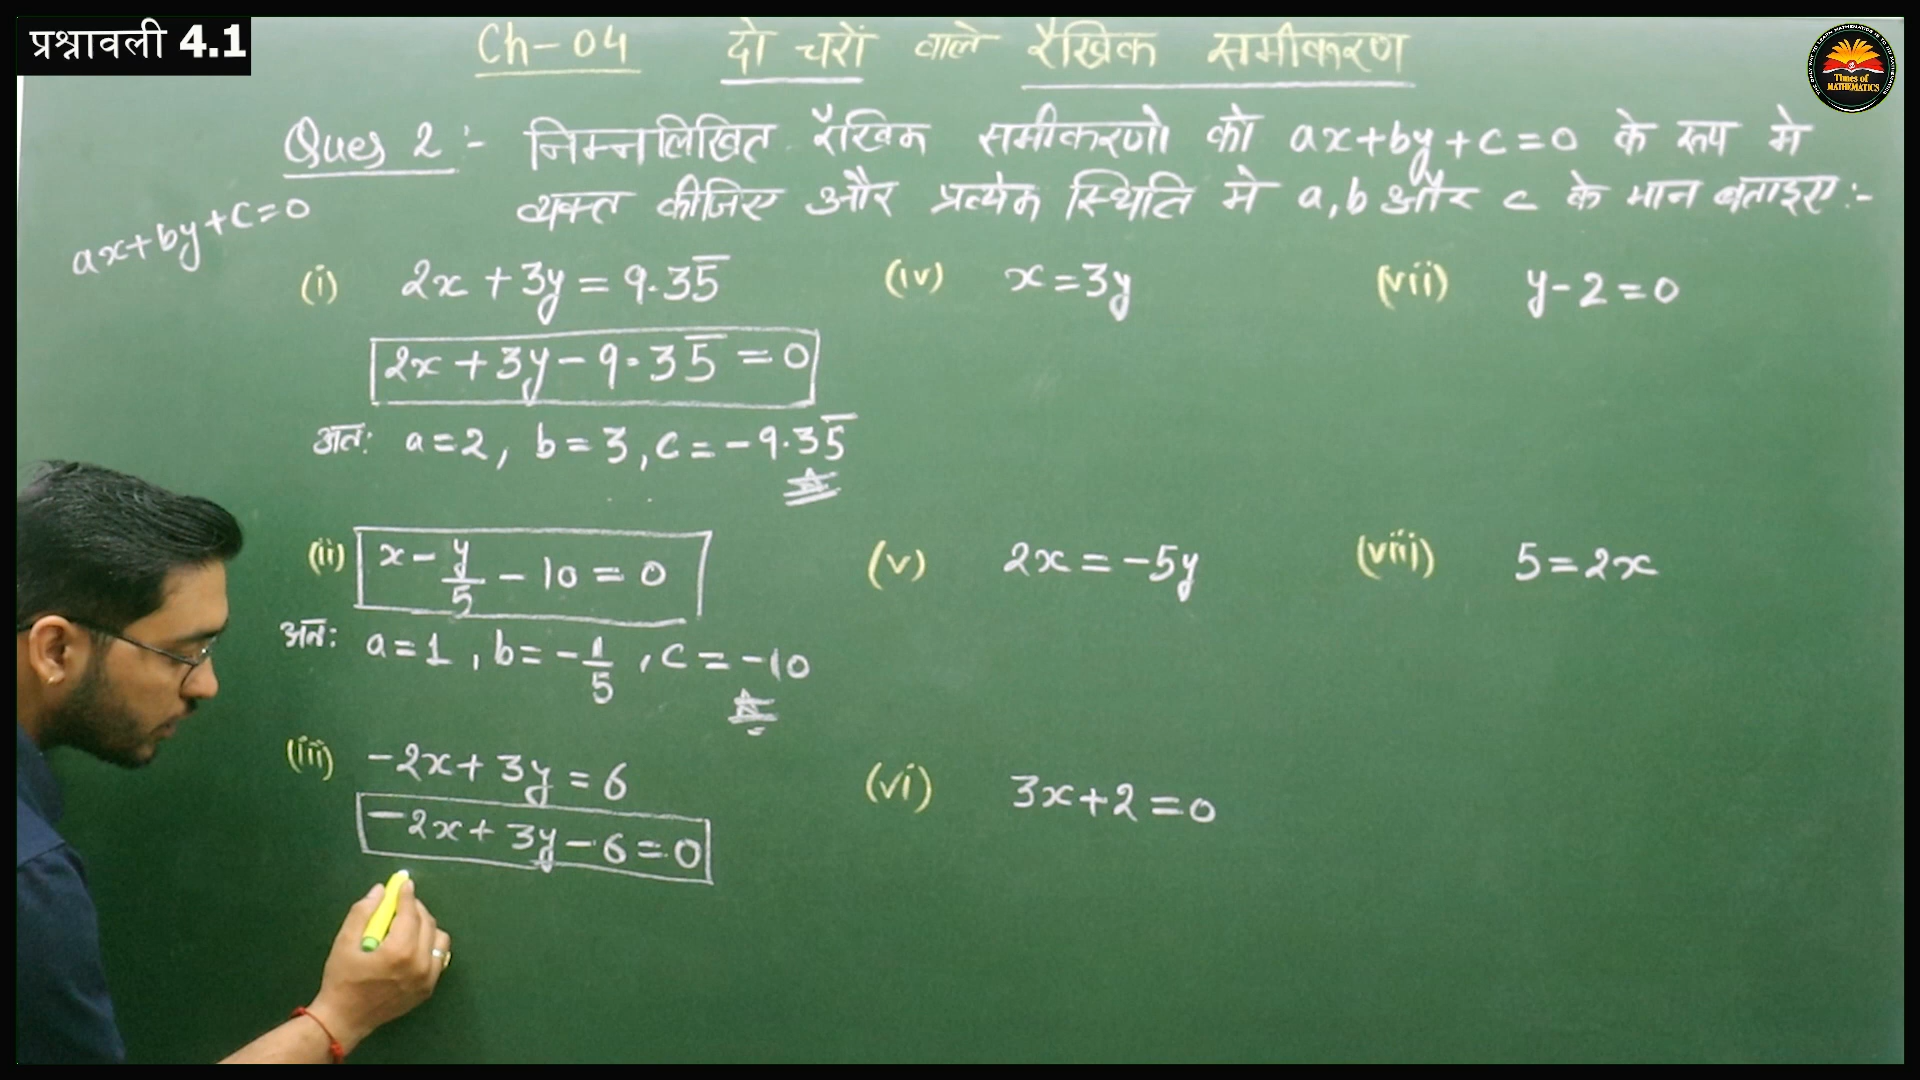 प्रश्नावली 4.1
Ch-04 दो चरों वाले रैखिक समीकरण
Times of
MATHEMATICS
Ques 2 :- निम्नलिखित रैखिक समीकरणो को ax+by+c=0 के रूप मे
व्यक्त कीजिए और प्रत्येक स्थिति मे a, b और c के मान बताइए :-
ax+by+c=0
(i) 2x+3y=9.35̅
2x+3y-9.35̅=0
अतः a=2, b=3, c=-9.35̅
(ii) x-y/5-10=0
अतः a=1, b=-1/5, c=-10
(iii) -2x+3y=6
-2x+3y-6=0
(iv) x=3y
(v) 2x=-5y
(vi) 3x+2=0
(vii) y-2=0
(viii) 5=2x